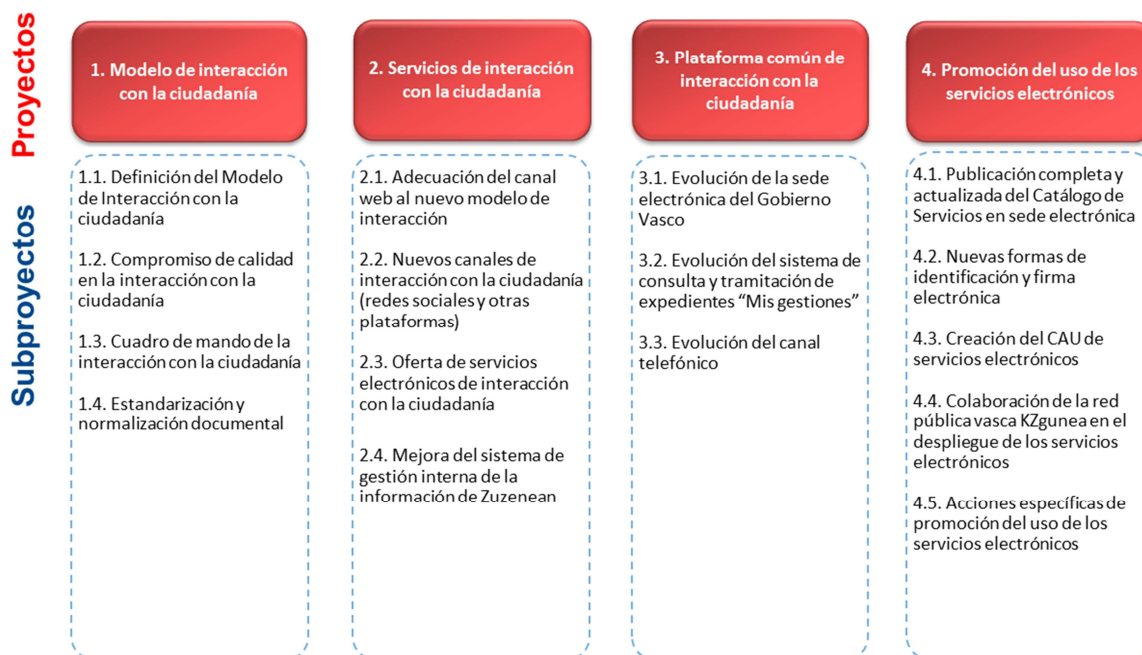 Proyectos
1. Modelo de interacción
con la ciudadanía
2. Servicios de interacción
con la ciudadanía
3. Plataforma común de
interacción con la
ciudadanía
4. Promoción del uso de los
servicios electrónicos
Subproyectos
1.1. Definición del Modelo
de Interacción con la
ciudadanía
1.2. Compromiso de calidad
en la interacción con la
ciudadanía
1.3. Cuadro de mando de la
interacción con la ciudadanía
1.4. Estandarización y
normalización documental
2.1. Adecuación del canal
web al nuevo modelo de
interacción
2.2. Nuevos canales de
interacción con la ciudadanía
(redes sociales y otras
plataformas)
2.3. Oferta de servicios
electrónicos de interacción
con la ciudadanía
2.4. Mejora del sistema de
gestión interna de la
información de Zuzenean
3.1. Evolución de la sede
electrónica del Gobierno
Vasco
3.2. Evolución del sistema de
consulta y tramitación de
expedientes “Mis gestiones”
3.3. Evolución del canal
telefónico
4.1. Publicación completa y
actualizada del Catálogo de
Servicios en sede electrónica
4.2. Nuevas formas de
identificación y firma
electrónica
4.3. Creación del CAU de
servicios electrónicos
4.4. Colaboración de la red
pública vasca KZgunea en el
despliegue de los servicios
electrónicos
4.5. Acciones específicas de
promoción del uso de los
servicios electrónicos